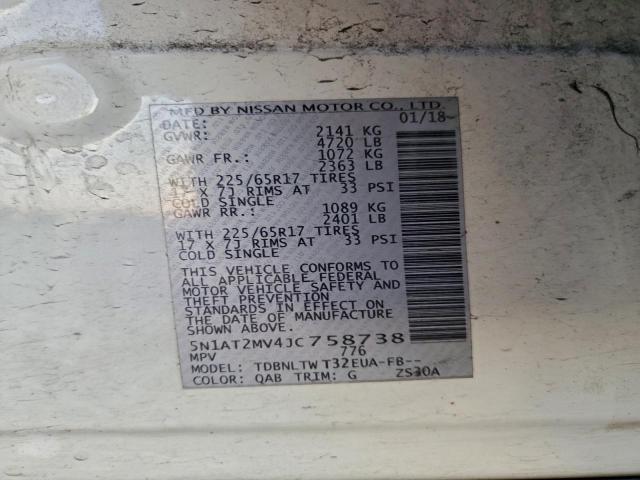 MFD BY NISSAN MOTOR CO., LTD.
DATE: 01/18
GVWR: 2141 KG
4720 LB
GAWR FR.: 1072 KG
2363 LB
WITH 225/65R17 TIRES
X 7J RIMS AT 33 PSI
COLD SINGLE
GAWR RR.: 1089 KG
2401 LB
WITH 225/65R17 TIRES
17 X 7J RIMS AT 33 PSI
COLD SINGLE
THIS VEHICLE CONFORMS TO
ALL APPLICABLE FEDERAL
MOTOR VEHICLE SAFETY AND
THEFT PREVENTION
STANDARDS IN EFFECT ON
THE DATE OF MANUFACTURE
SHOWN ABOVE.
5N1AT2MV4JC758738
MPV 776
MODEL: TDBNLTW T32EUA-FB--
COLOR: QAB TRIM: G ZS30A